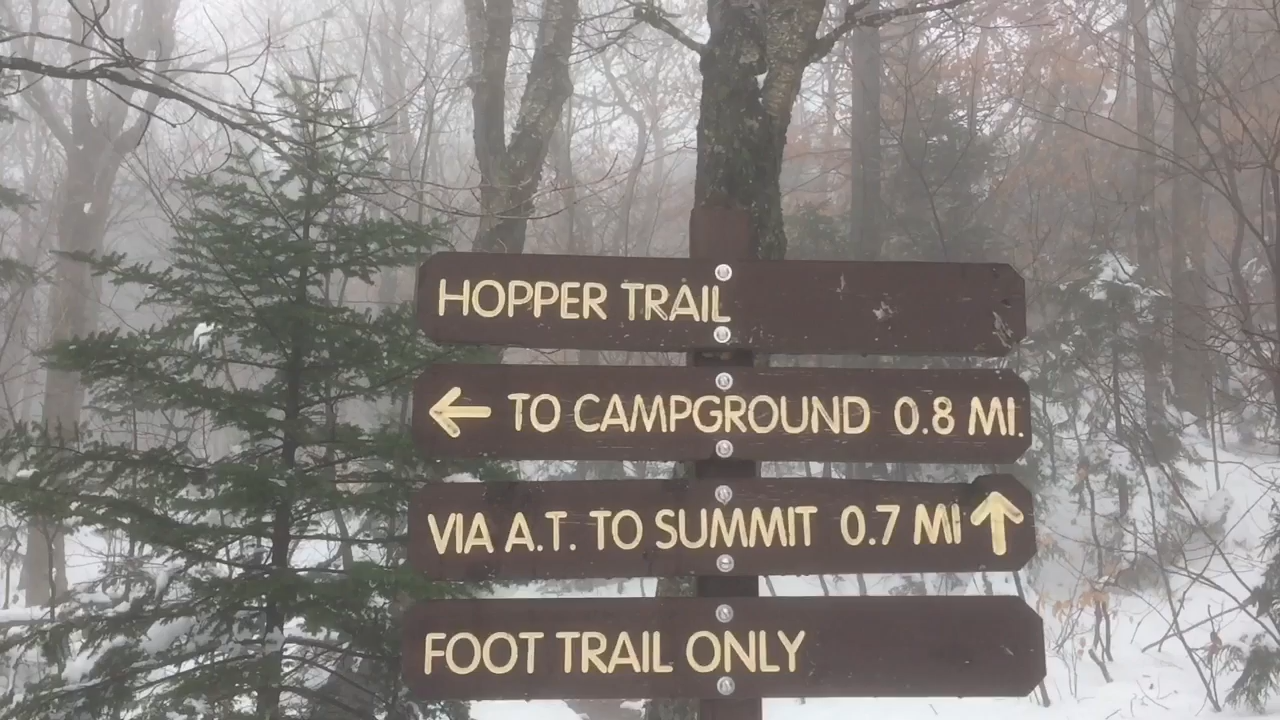 HOPPER TRAIL
← TO CAMPGROUND 0.8 MI.
VIA A.T. TO SUMMIT 0.7 MI ↑
FOOT TRAIL ONLY